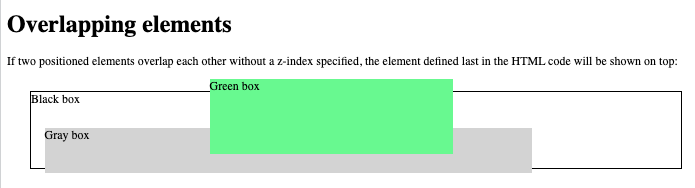 Overlapping elements
If two positioned elements overlap each other without a z-index specified, the element defined last in the HTML code will be shown on top:
Green box
Black box
Gray box